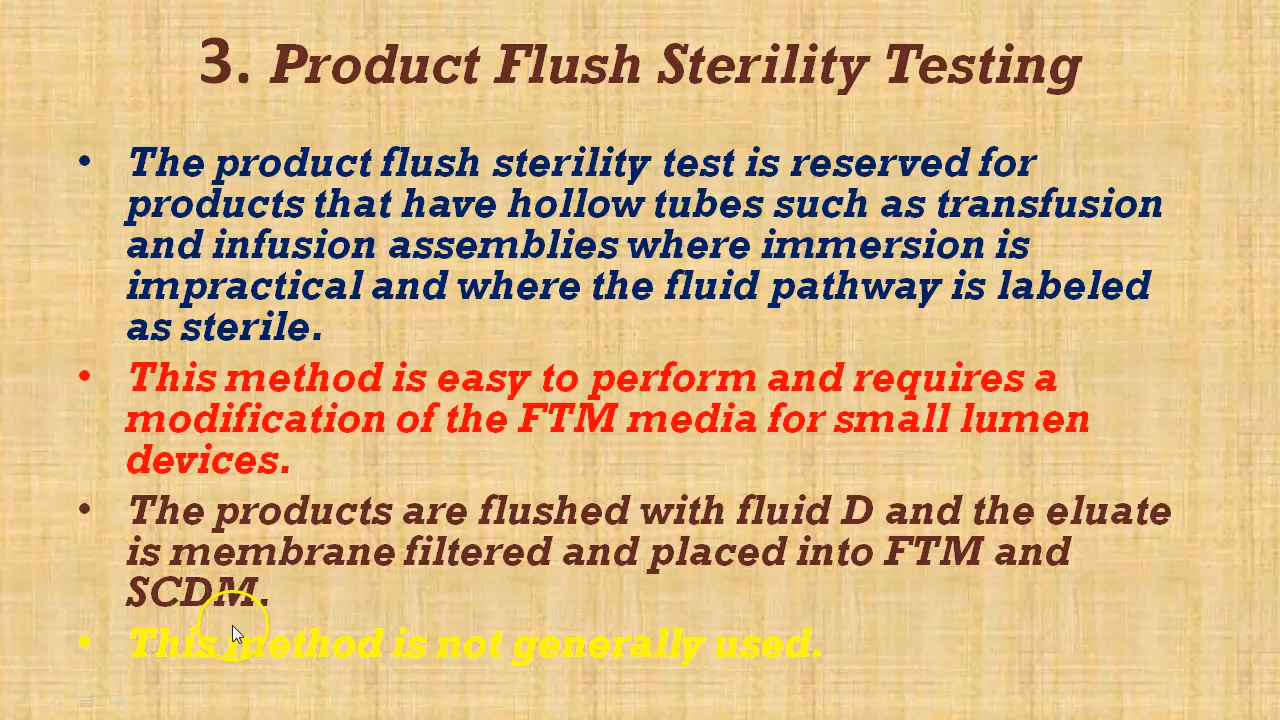 3. Product Flush Sterility Testing
• The product flush sterility test is reserved for
products that have hollow tubes such as transfusion
and infusion assemblies where immersion is
impractical and where the fluid pathway is labeled
as sterile.
• This method is easy to perform and requires a
modification of the FTM media for small lumen
devices.
• The products are flushed with fluid D and the eluate
is membrane filtered and placed into FTM and
SCDM.
• This method is not generally used.